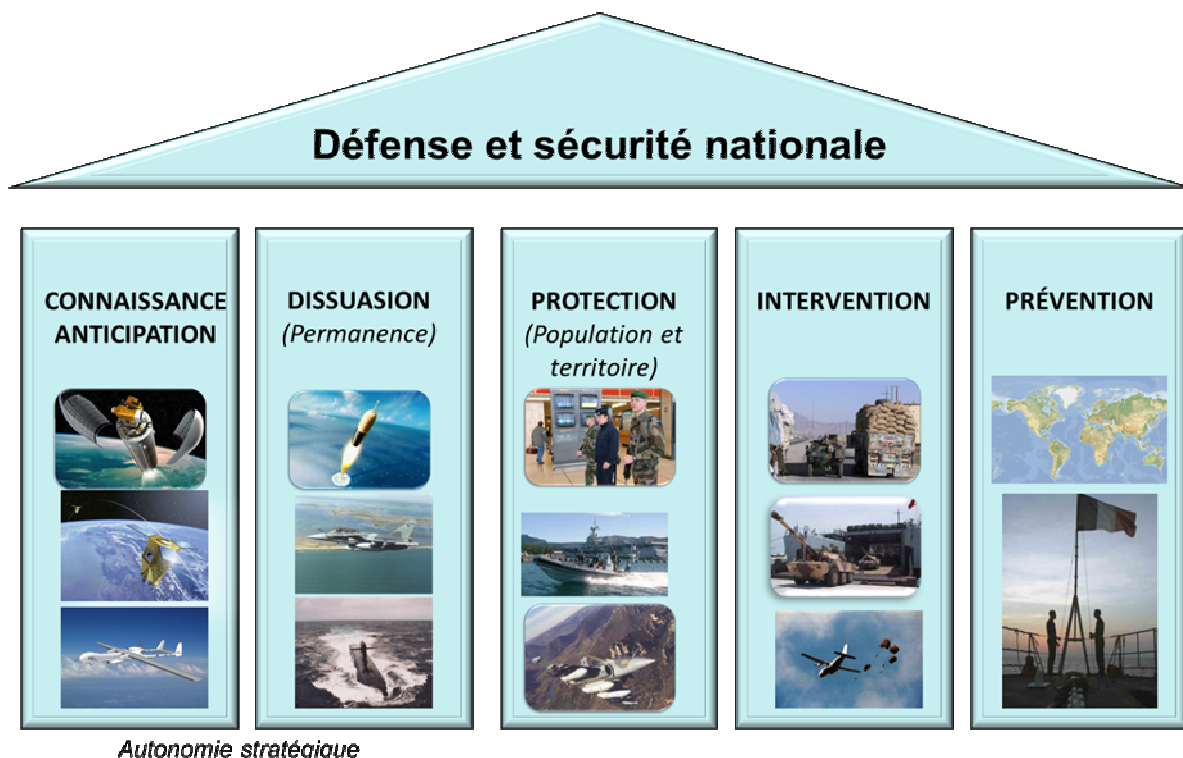 Défense et sécurité nationale
CONNAISSANCE
ANTICIPATION
DISSUASION
(Permanence)
PROTECTION
(Population et
territoire)
INTERVENTION
PRÉVENTION
Autonomie stratégique